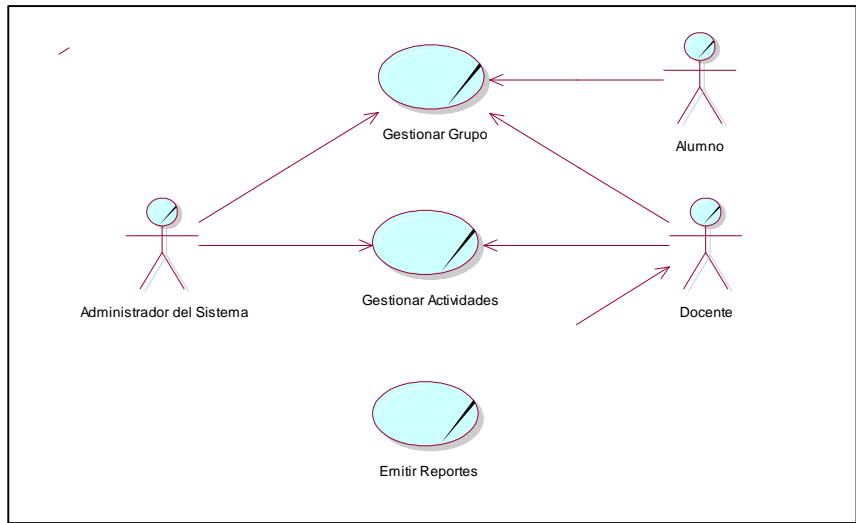 Gestionar Grupo
Alumno
Administrador del Sistema
Gestionar Actividades
Docente
Emitir Reportes